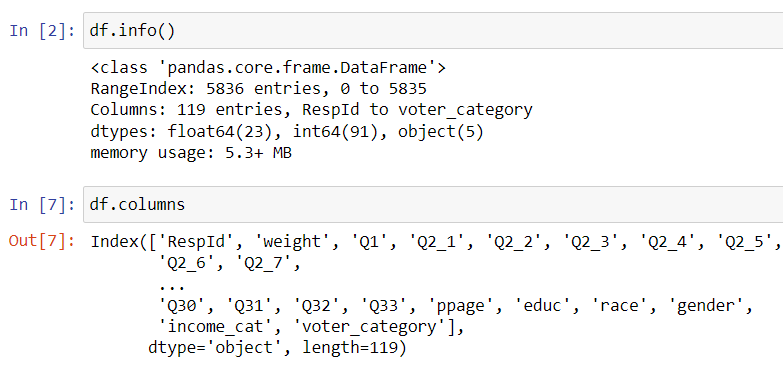 In [2]: df.info()
<class 'pandas.core.frame.DataFrame'>
RangeIndex: 5836 entries, 0 to 5835
Columns: 119 entries, RespId to voter_category
dtypes: float64(23), int64(91), object(5)
memory usage: 5.3+ MB
In [7]: df.columns
Out[7]: Index(['RespId', 'weight', 'Q1', 'Q2_1', 'Q2_2', 'Q2_3', 'Q2_4', 'Q2_5',
'Q2_6', 'Q2_7',
...
'Q30', 'Q31', 'Q32', 'Q33', 'ppage', 'educ', 'race', 'gender',
'income_cat', 'voter_category'],
dtype='object', length=119)